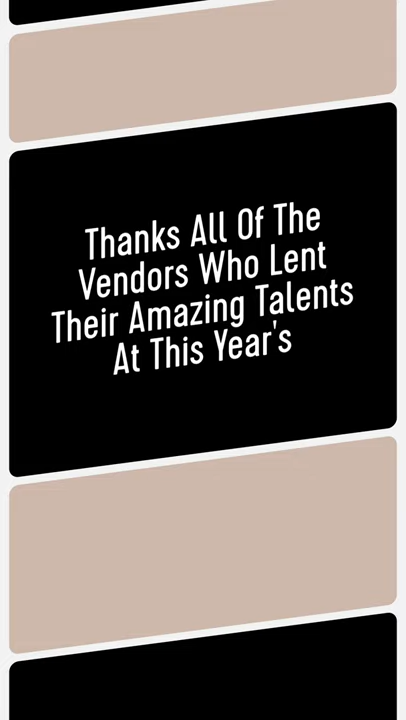 Thanks All Of The
Vendors Who Lent
Their Amazing Talents
At This Year's